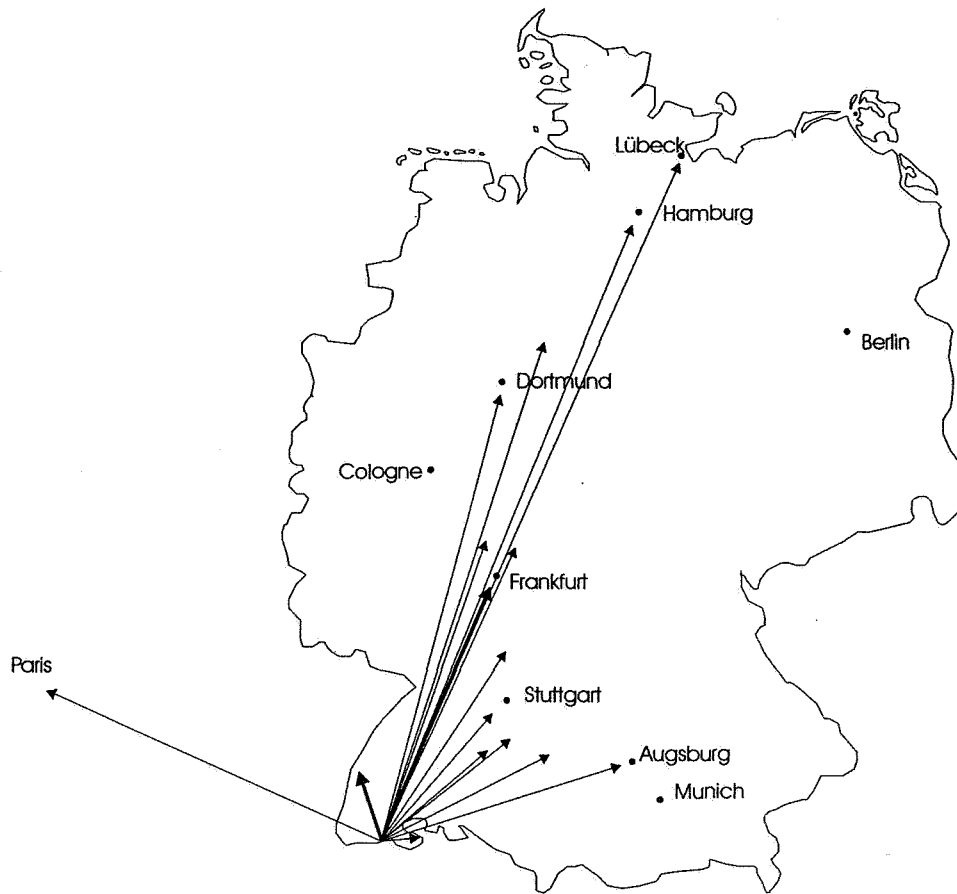 Lübeck
Hamburg
Berlin
Dortmund
Cologne
Frankfurt
Paris
Stuttgart
Augsburg
Munich